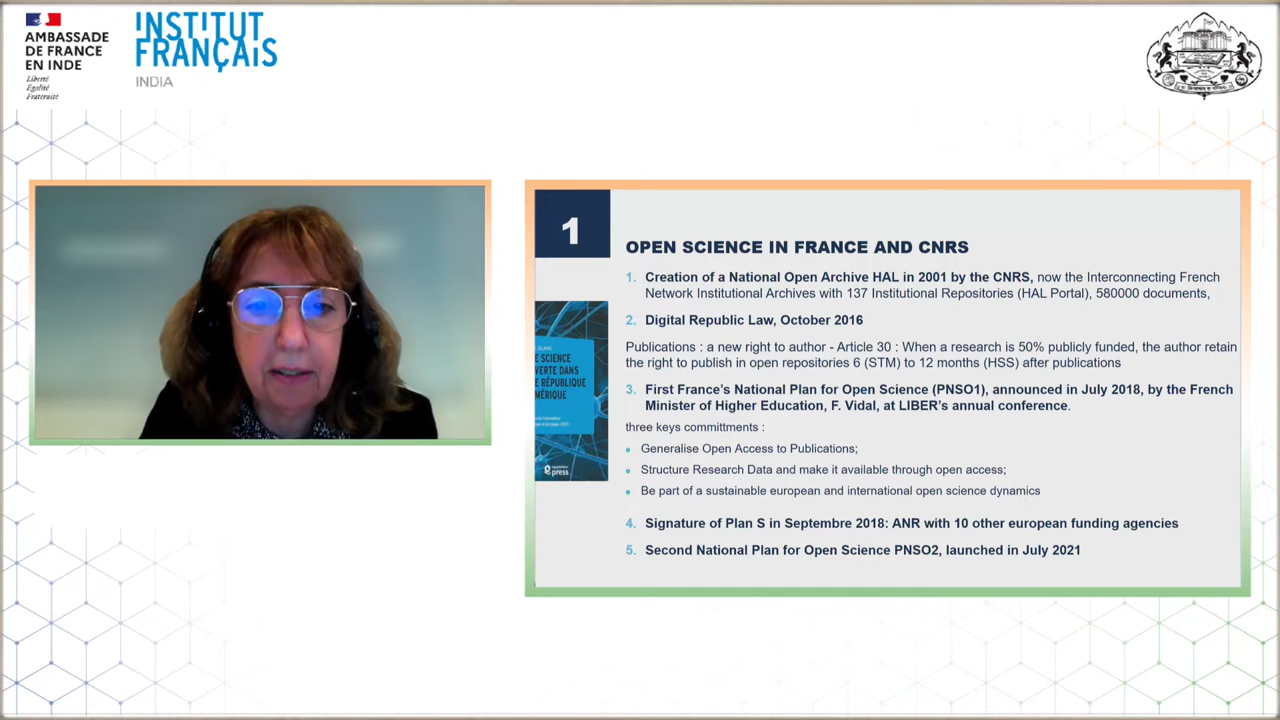 AMBASSADE
DE FRANCE
EN INDE
Liberté
Égalité
Fraternité
INSTITUT
FRANÇAIS
INDIA
1
OPEN SCIENCE IN FRANCE AND CNRS
1. Creation of a National Open Archive HAL in 2001 by the CNRS, now the Interconnecting French
Network Institutional Archives with 137 Institutional Repositories (HAL Portal), 580000 documents,
2. Digital Republic Law, October 2016
Publications : a new right to author - Article 30 : When a research is 50% publicly funded, the author retain
the right to publish in open repositories 6 (STM) to 12 months (HSS) after publications
3. First France's National Plan for Open Science (PNSO1), announced in July 2018, by the French
Minister of Higher Education, F. Vidal, at LIBER's annual conference.
three keys committments :
• Generalise Open Access to Publications;
• Structure Research Data and make it available through open access;
• Be part of a sustainable european and international open science dynamics
4. Signature of Plan S in Septembre 2018: ANR with 10 other european funding agencies
5. Second National Plan for Open Science PNSO2, launched in July 2021
BLANC
E SCIENCE
VERTE DANS
E RÉPUBLIQUE
MÉRIQUE
press